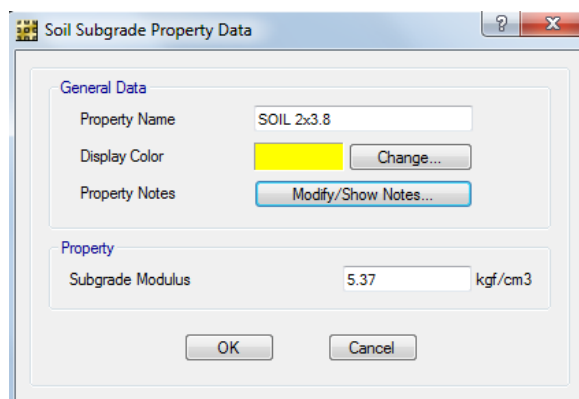 Soil Subgrade Property Data
?
X
General Data
Property Name
SOIL 2x3.8
Display Color
Change...
Property Notes
Modify/Show Notes...
Property
Subgrade Modulus
5.37
kgf/cm3
OK
Cancel